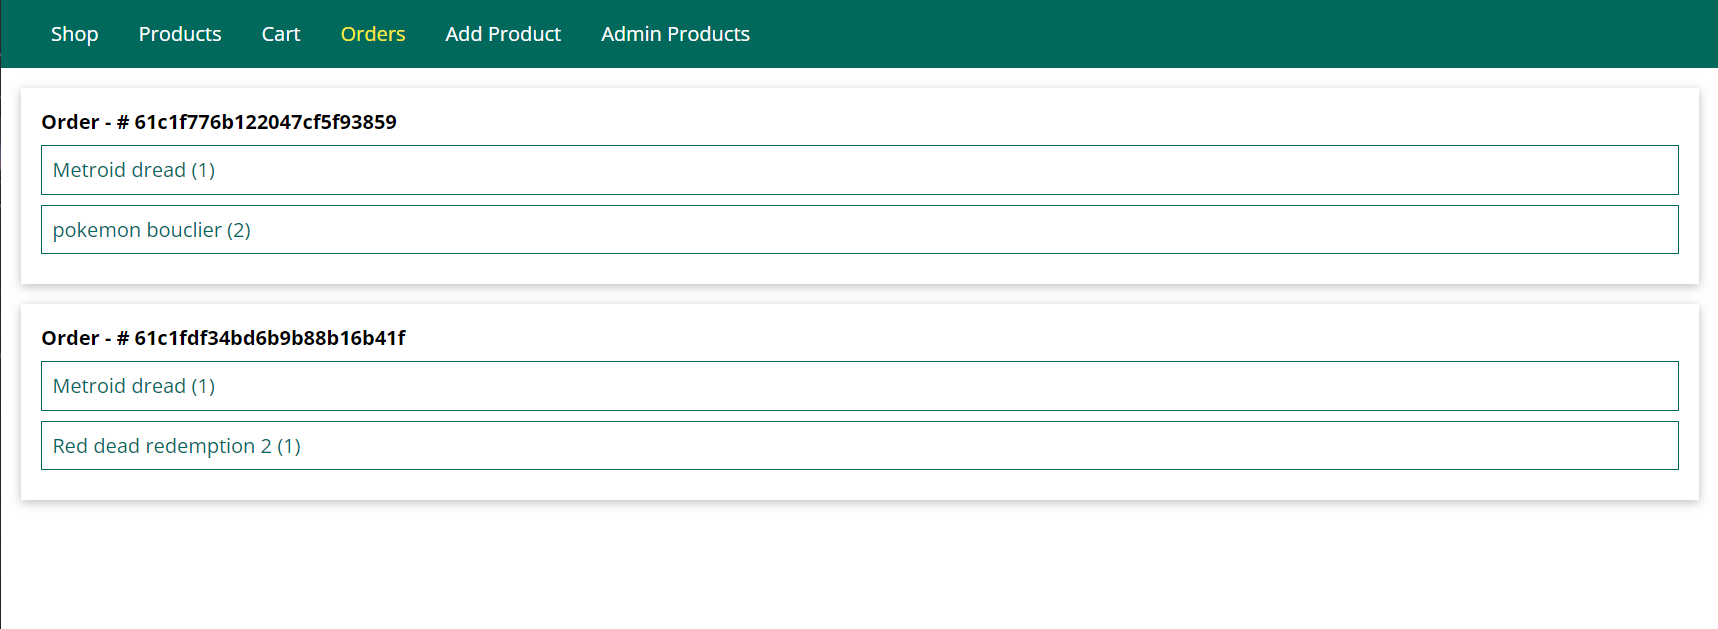 Shop Products Cart Orders Add Product Admin Products
Order - # 61c1f776b122047cf5f93859
Metroid dread (1)
pokemon bouclier (2)
Order - # 61c1fdf34bd6b9b88b16b41f
Metroid dread (1)
Red dead redemption 2 (1)